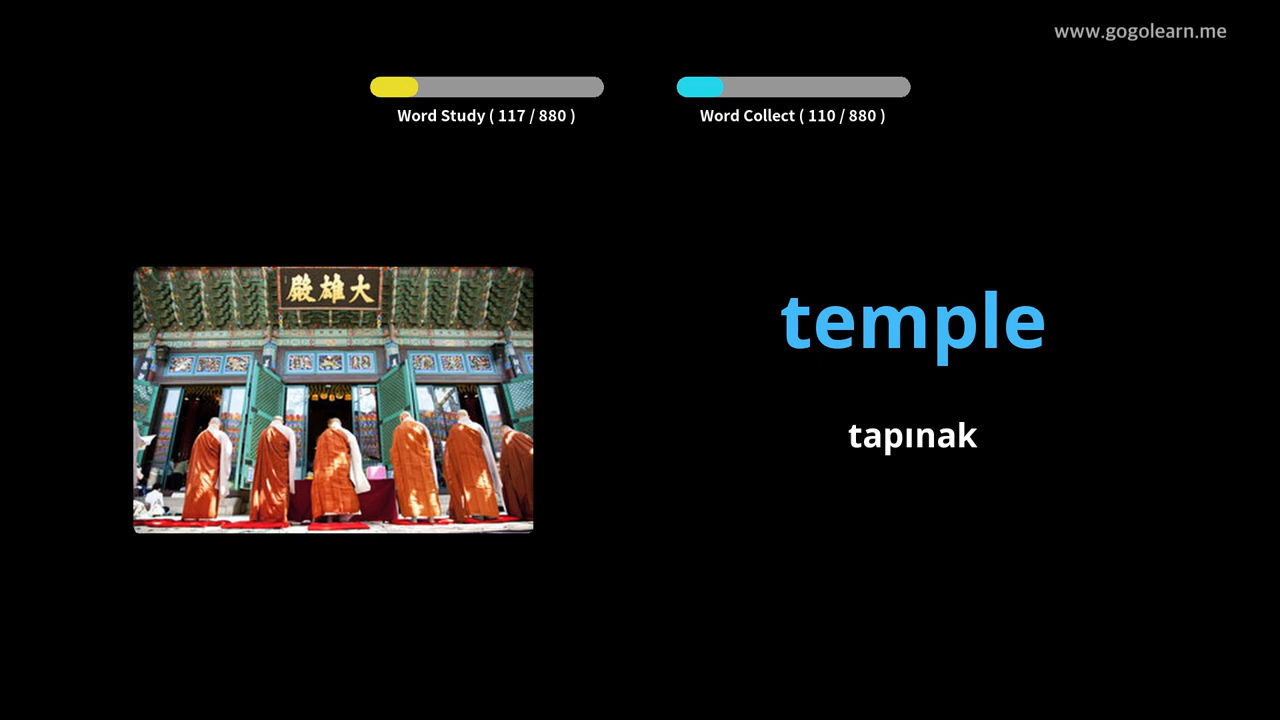 www.gogolearn.me
Word Study ( 117 / 880 )
Word Collect ( 110 / 880 )
殿雄大
temple
tapınak